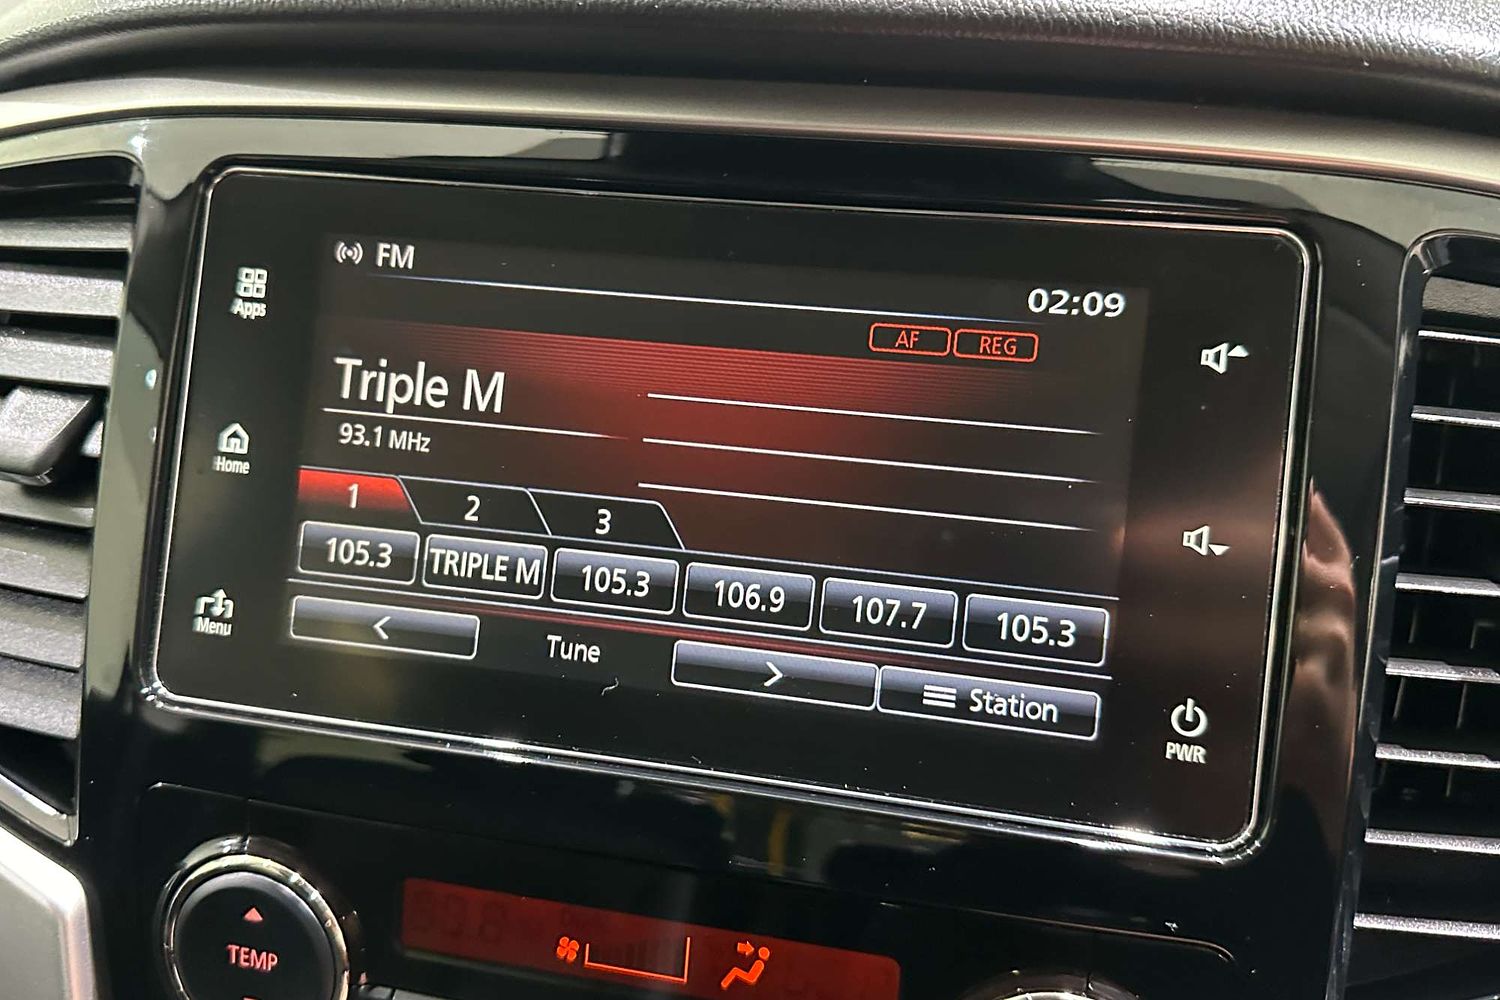 FM
02:09
AF REG
Apps
Triple M
93.1 MHz
Home
1 2 3
105.3 TRIPLE M 105.3 106.9 107.7 105.3
Menu
< Tune > Station
PWR
TEMP